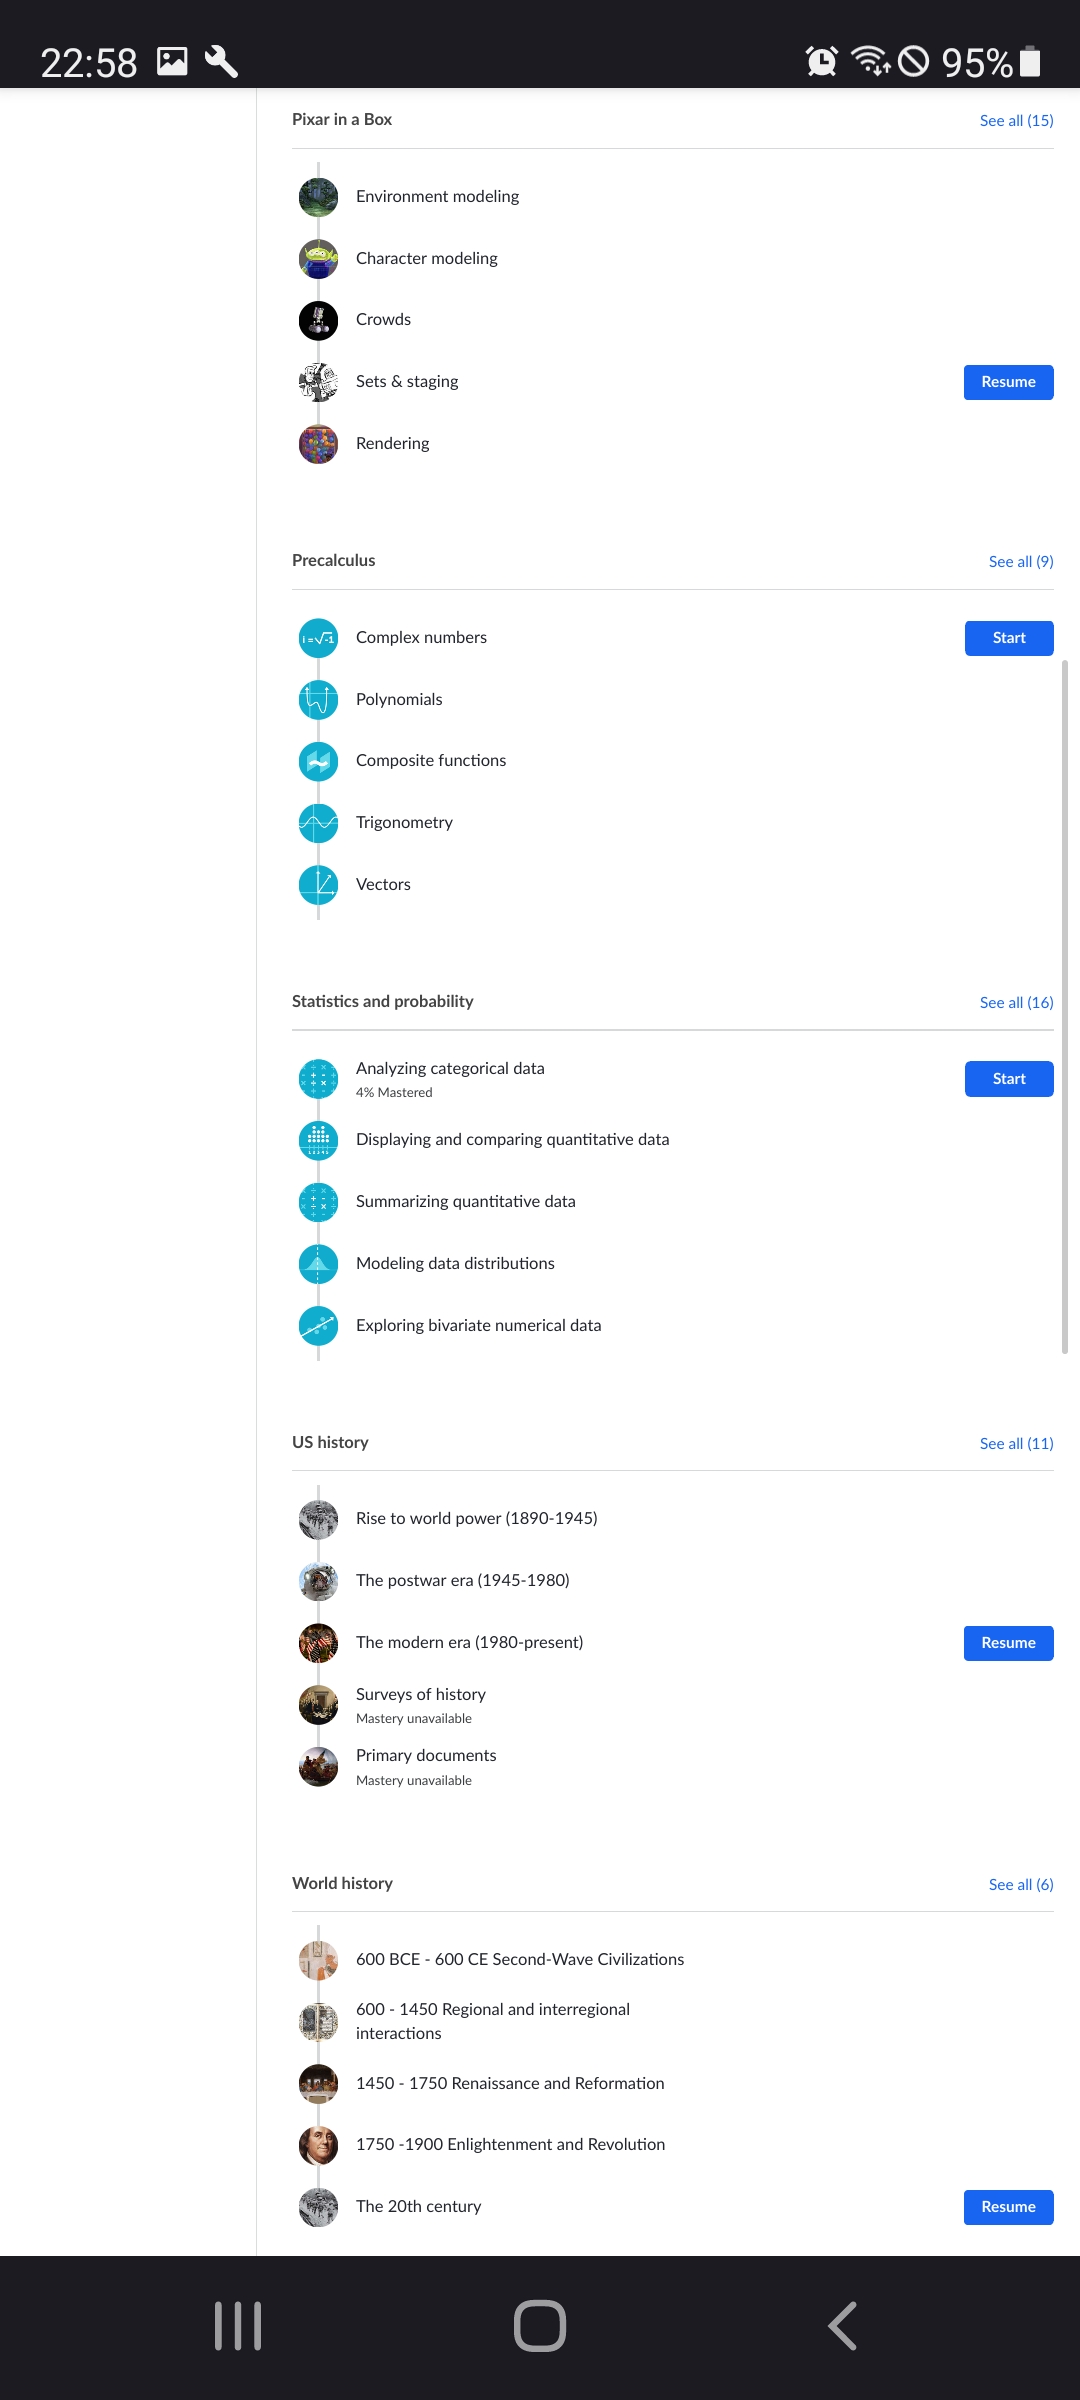 22:58
95%
Pixar in a Box
See all (15)
Environment modeling
Character modeling
Crowds
Sets & staging
Resume
Rendering
Precalculus
See all (9)
i=√-1
Complex numbers
Start
Polynomials
Composite functions
Trigonometry
Vectors
Statistics and probability
See all (16)
Analyzing categorical data
4% Mastered
Start
Displaying and comparing quantitative data
Summarizing quantitative data
Modeling data distributions
Exploring bivariate numerical data
US history
See all (11)
Rise to world power (1890-1945)
The postwar era (1945-1980)
The modern era (1980-present)
Resume
Surveys of history
Mastery unavailable
Primary documents
Mastery unavailable
World history
See all (6)
600 BCE - 600 CE Second-Wave Civilizations
600 - 1450 Regional and interregional
interactions
1450 - 1750 Renaissance and Reformation
1750 -1900 Enlightenment and Revolution
The 20th century
Resume